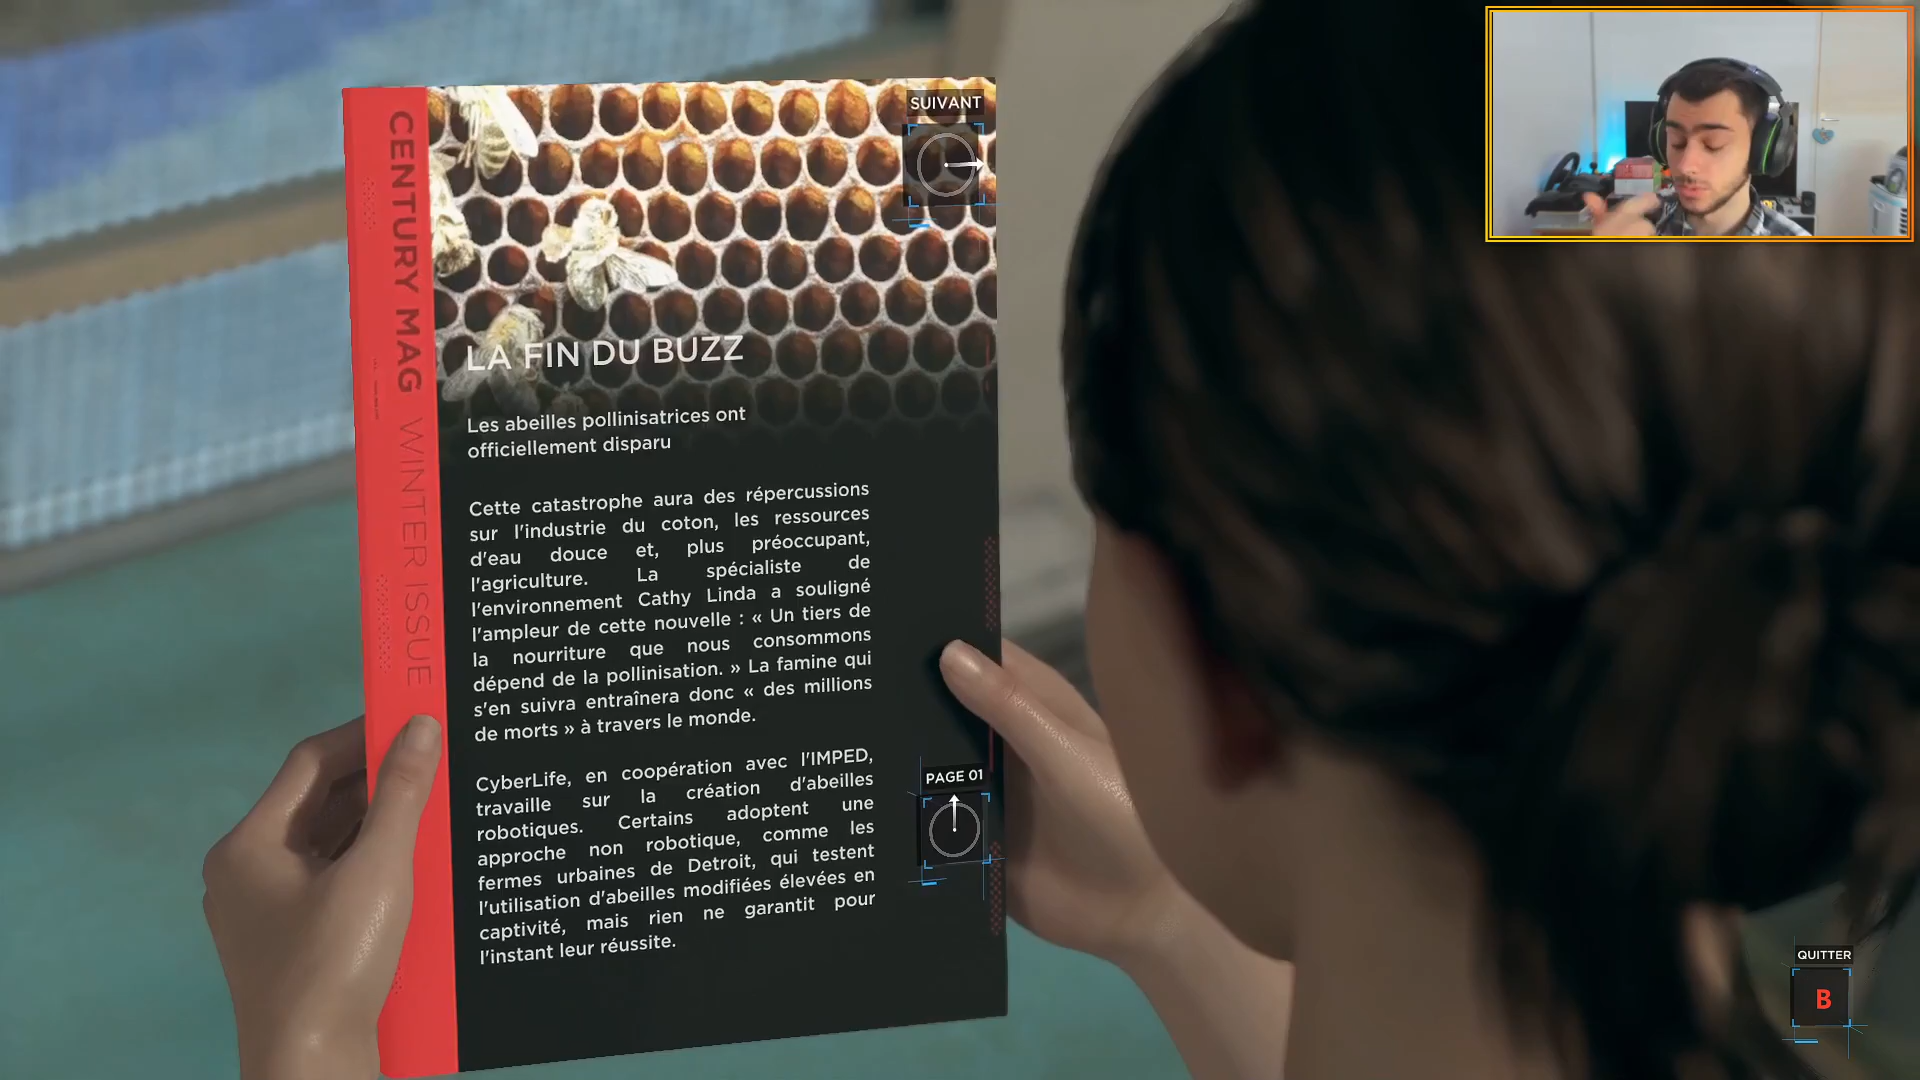 CENTURY MAG WINTER ISSUE
SUIVANT
LA FIN DU BUZZ
Les abeilles pollinisatrices ont
officiellement disparu
Cette catastrophe aura des répercussions
sur l'industrie du coton, les ressources
d'eau douce et, plus préoccupant,
l'agriculture. La spécialiste de
l'environnement Cathy Linda a souligné
l'ampleur de cette nouvelle : « Un tiers de
la nourriture que nous consommons
dépend de la pollinisation. » La famine qui
s'en suivra entraînera donc « des millions
de morts » à travers le monde.
CyberLife, en coopération avec l'IMPED,
travaille sur la création d'abeilles
robotiques. Certains adoptent une
approche non robotique, comme les
fermes urbaines de Detroit, qui testent
l'utilisation d'abeilles modifiées élevées en
captivité, mais rien ne garantit pour
l'instant leur réussite.
PAGE 01
QUITTER
B